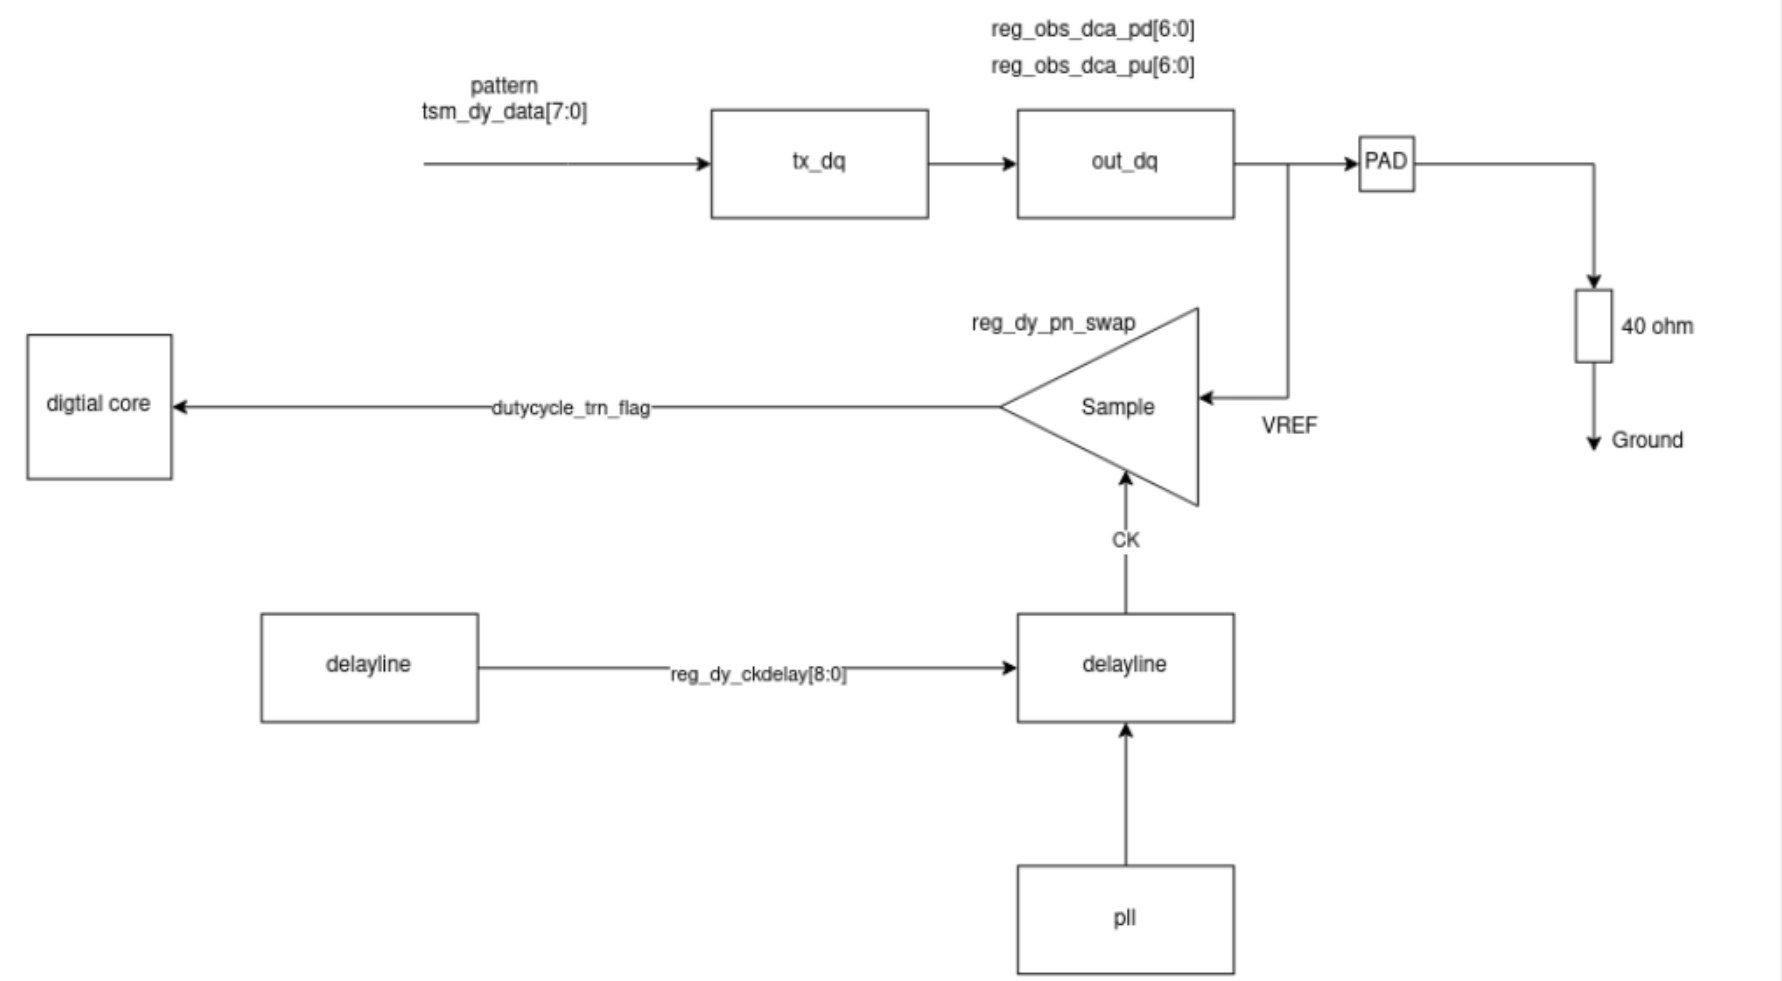 reg_obs_dca_pd[6:0]
reg_obs_dca_pu[6:0]
pattern
tsm_dy_data[7:0]
tx_dq
out_dq
PAD
reg_dy_pn_swap
40 ohm
digtial core
dutycycle_trn_flag
Sample
VREF
Ground
CK
delayline
reg_dy_ckdelay[8:0]
delayline
pll